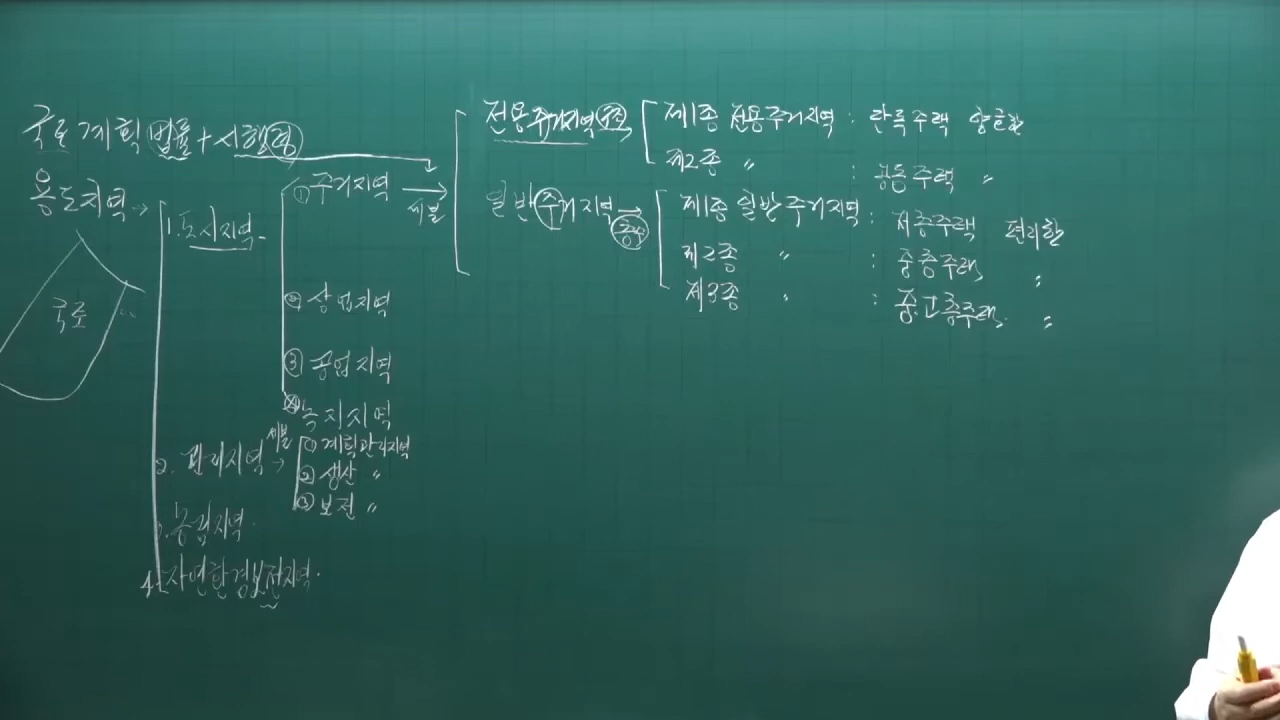 국토계획 법률 + 시행령
용도지역 →
국토
1. 도시지역
① 주거지역 → 세분
② 상업지역
③ 공업지역
④ 녹지지역
2. 관리지역 세분 →
① 계획관리지역
② 생산 〃
③ 보전 〃
3. 농림지역
4. 자연환경보전지역
전용주거지역
제1종 전용주거지역 : 단독주택 양호한
제2종 〃 : 공동주택 〃
일반주거지역 →
제1종 일반주거지역 : 저층주택 편리한
제2종 〃 : 중층주택 〃
제3종 〃 : 중·고층주택 〃